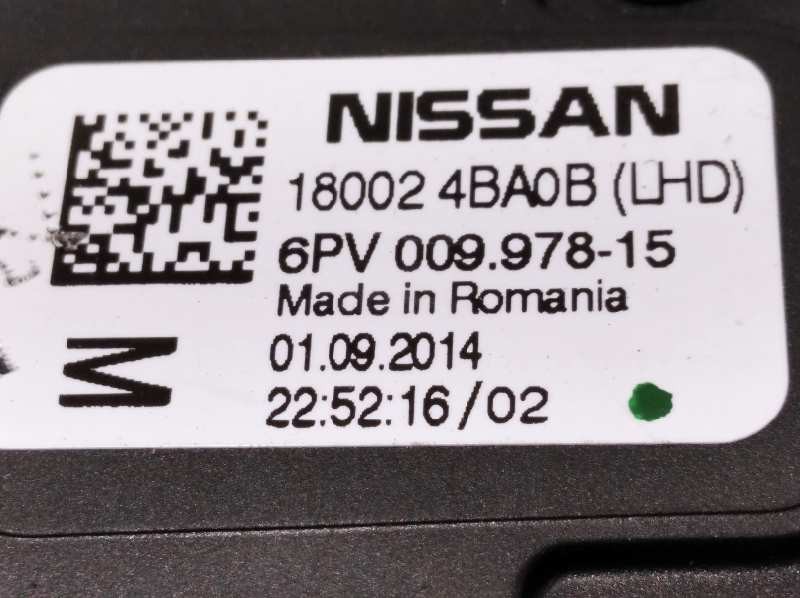 NISSAN
18002 4BA0B (LHD)
6PV 009.978-15
Made in Romania
01.09.2014
22:52:16/02
M